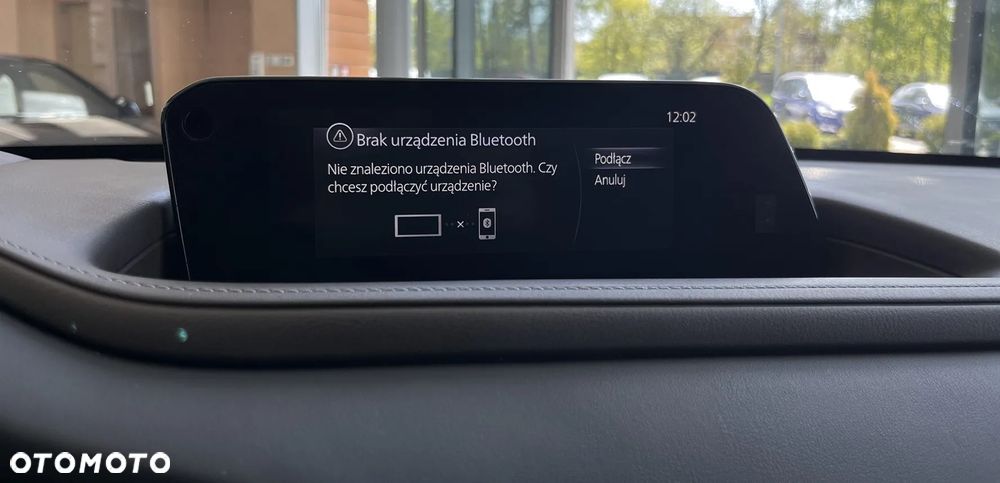 12:02
Brak urządzenia Bluetooth
Nie znaleziono urządzenia Bluetooth. Czy
chcesz podłączyć urządzenie?
Podłącz
Anuluj
OTOMOTO